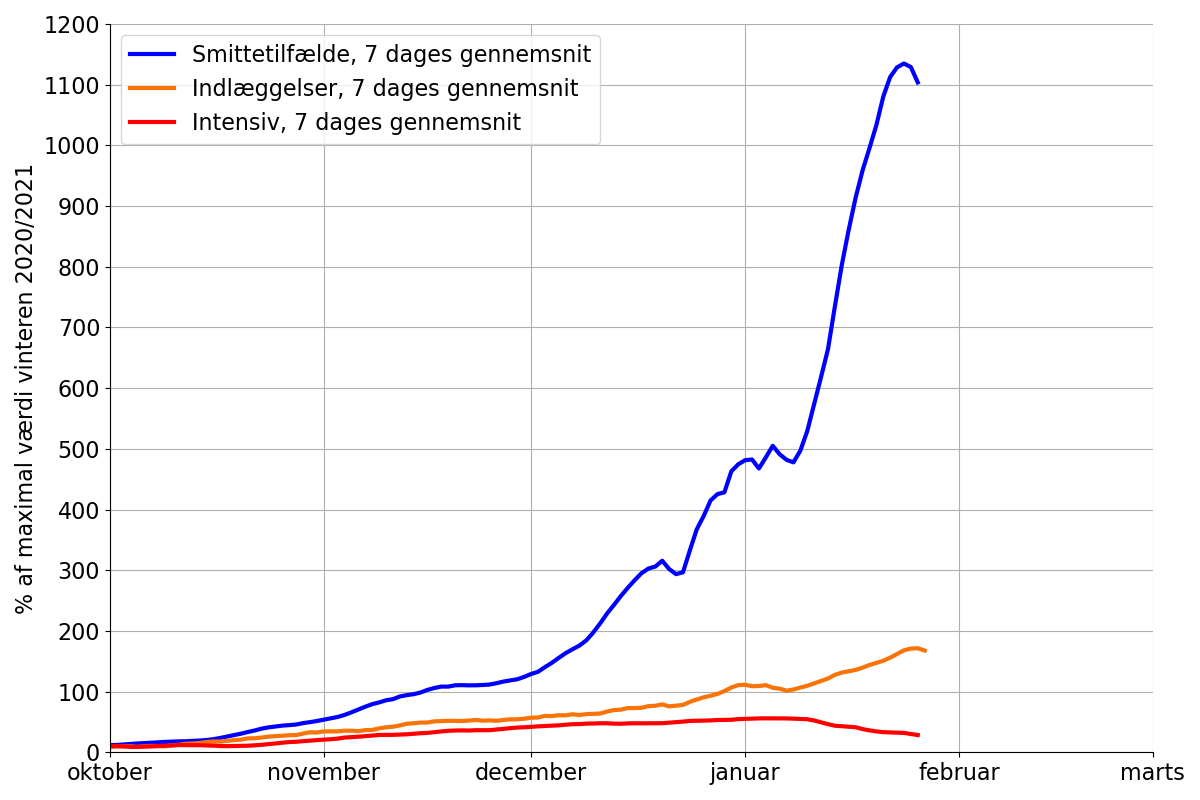 Smittetilfælde, 7 dages gennemsnit
Indlæggelser, 7 dages gennemsnit
Intensiv, 7 dages gennemsnit
% af maximal værdi vinteren 2020/2021
1200
1100
1000
900
800
700
600
500
400
300
200
100
0
oktober november december januar februar marts